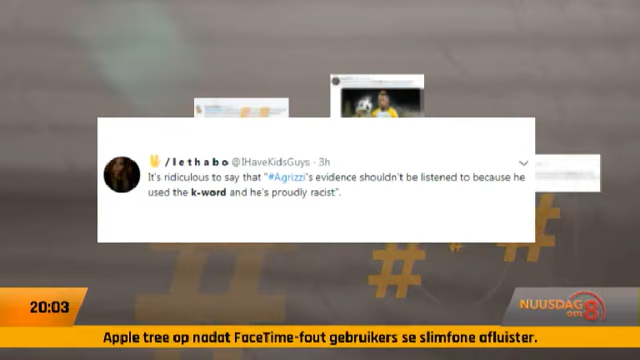 / l e t h a b o @IHaveKidsGuys · 3h
It's ridiculous to say that "#Agrizzi's evidence shouldn't be listened to because he
used the k-word and he's proudly racist".
20:03
NUUSDAG
om 8
Apple tree op nadat FaceTime-fout gebruikers se slimfone afluister.